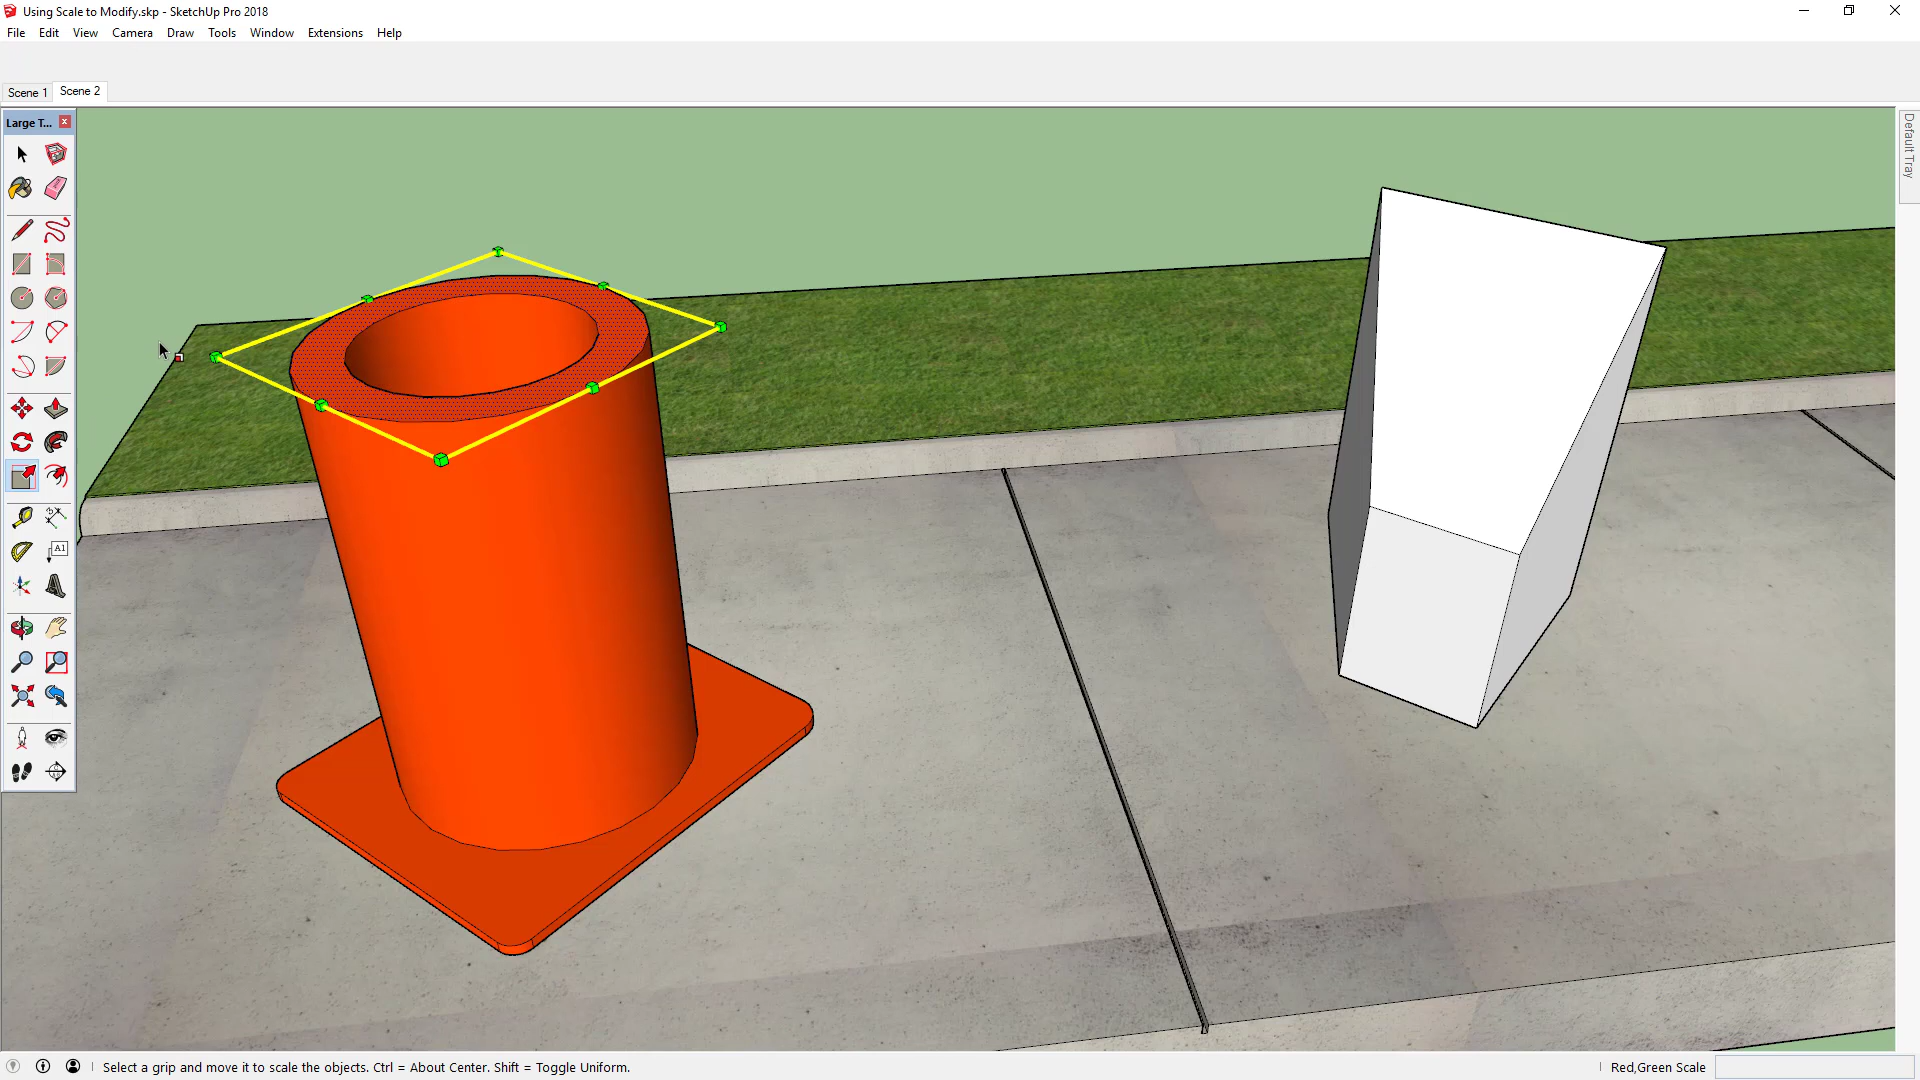 Using Scale to Modify.skp - SketchUp Pro 2018
File Edit View Camera Draw Tools Window Extensions Help
Scene 1 Scene 2
Large T...
Default Tray
A1
Select a grip and move it to scale the objects. Ctrl = About Center. Shift = Toggle Uniform.
Red,Green Scale